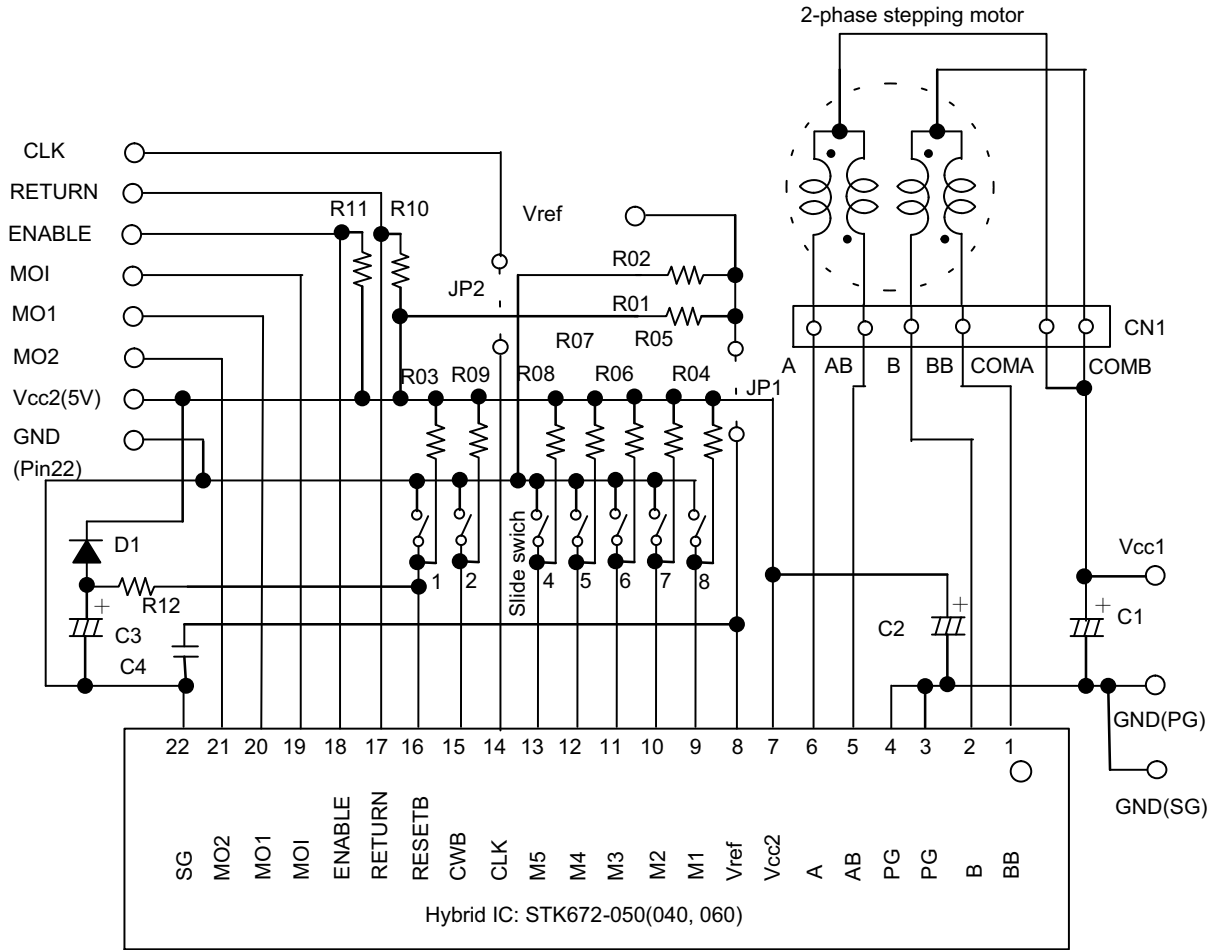 2-phase stepping motor
CLK
RETURN
R11
R10
Vref
ENABLE
R02
MOI
JP2
MO1
R01
CN1
R07
R05
MO2
A
AB
B
BB
COMA
COMB
R03
R09
R08
R06
R04
JP1
Vcc2(5V)
GND
(Pin22)
D1
Slide swich
Vcc1
1
2
4
5
6
7
8
R12
+
+
+
C3
C2
C1
C4
GND(PG)
22
21
20
19
18
17
16
15
14
13
12
11
10
9
8
7
6
5
4
3
2
1
GND(SG)
SG
MO2
MO1
MOI
ENABLE
RETURN
RESETB
CWB
CLK
M5
M4
M3
M2
M1
Vref
Vcc2
A
AB
PG
PG
B
BB
Hybrid IC: STK672-050(040, 060)